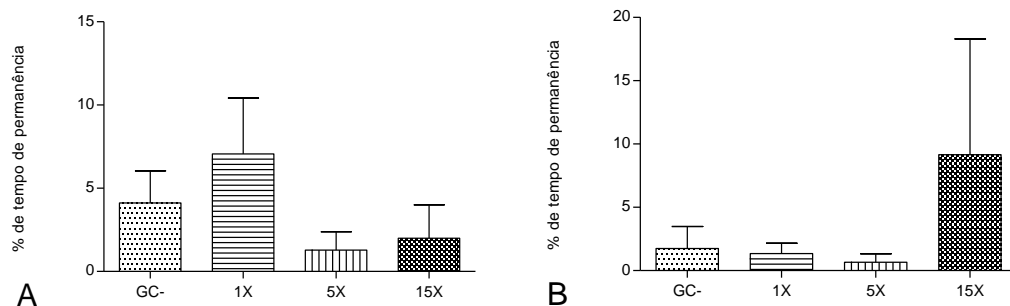 % de tempo de permanência
15
10
5
0
GC- 1X 5X 15X
A
% de tempo de permanência
20
15
10
5
0
GC- 1X 5X 15X
B